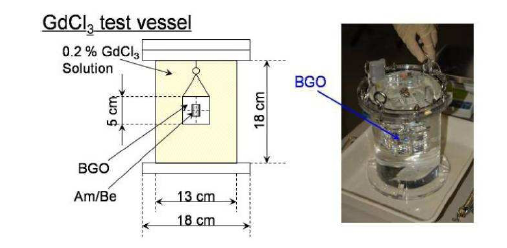 GdCl3 test vessel
0.2 % GdCl3
Solution
5 cm
18 cm
BGO
Am/Be
13 cm
18 cm
BGO